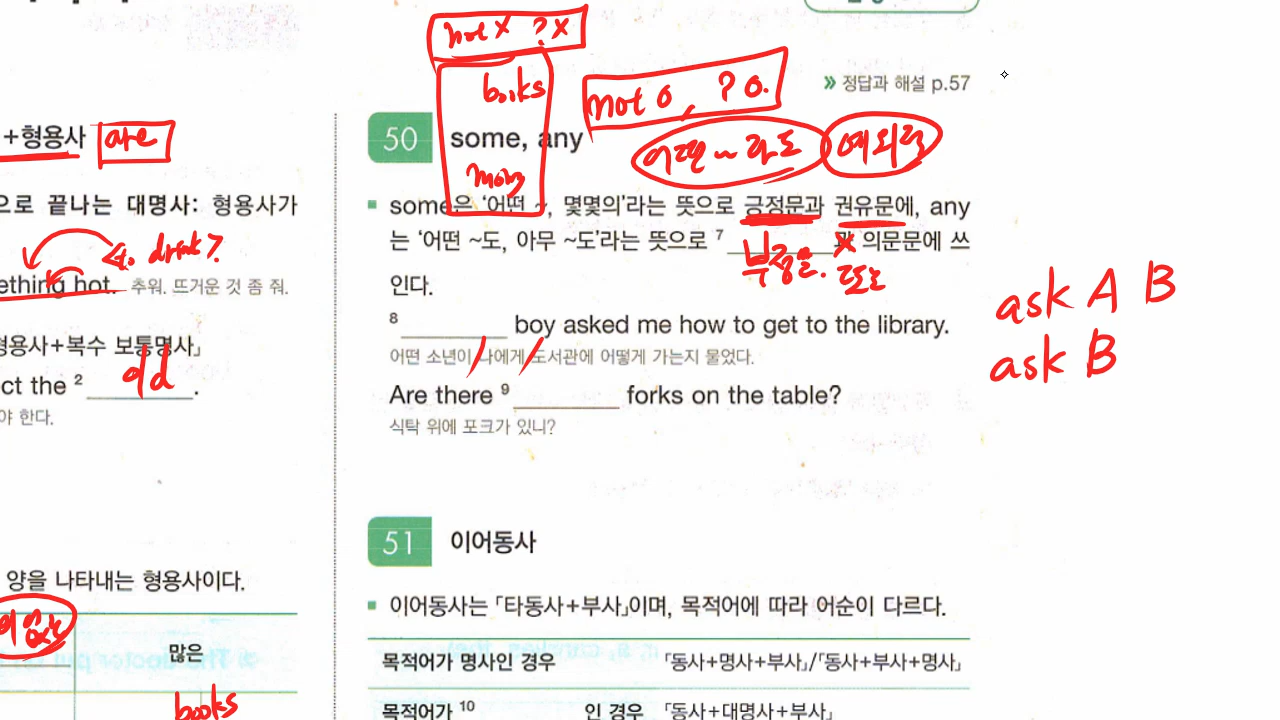 +형용사 are
으로 끝나는 대명사: 형용사가
drink?
ething hot. 추워. 뜨거운 것 좀 줘.
형용사+복수 보통명사」
ct the ² old .
야 한다.
양을 나타내는 형용사이다.
많은
books
not x ? x
books
not o, ? o.
» 정답과 해설 p.57
50 some, any
어떤 ~ 라도 예외로
some은 ‘어떤 ~, 몇몇의’라는 뜻으로 긍정문과 권유문에, any
는 ‘어떤 ~도, 아무 ~도’라는 뜻으로 7 ________과 의문문에 쓰
부정문. 또는
인다.
8 ________ boy asked me how to get to the library.
어떤 소년이 나에게 도서관에 어떻게 가는지 물었다.
Are there 9 ________ forks on the table?
식탁 위에 포크가 있니?
ask A B
ask B
51 이어동사
이어동사는 「타동사+부사」이며, 목적어에 따라 어순이 다르다.
목적어가 명사인 경우 「동사+명사+부사」/「동사+부사+명사」
목적어가 10 인 경우 「동사+대명사+부사」